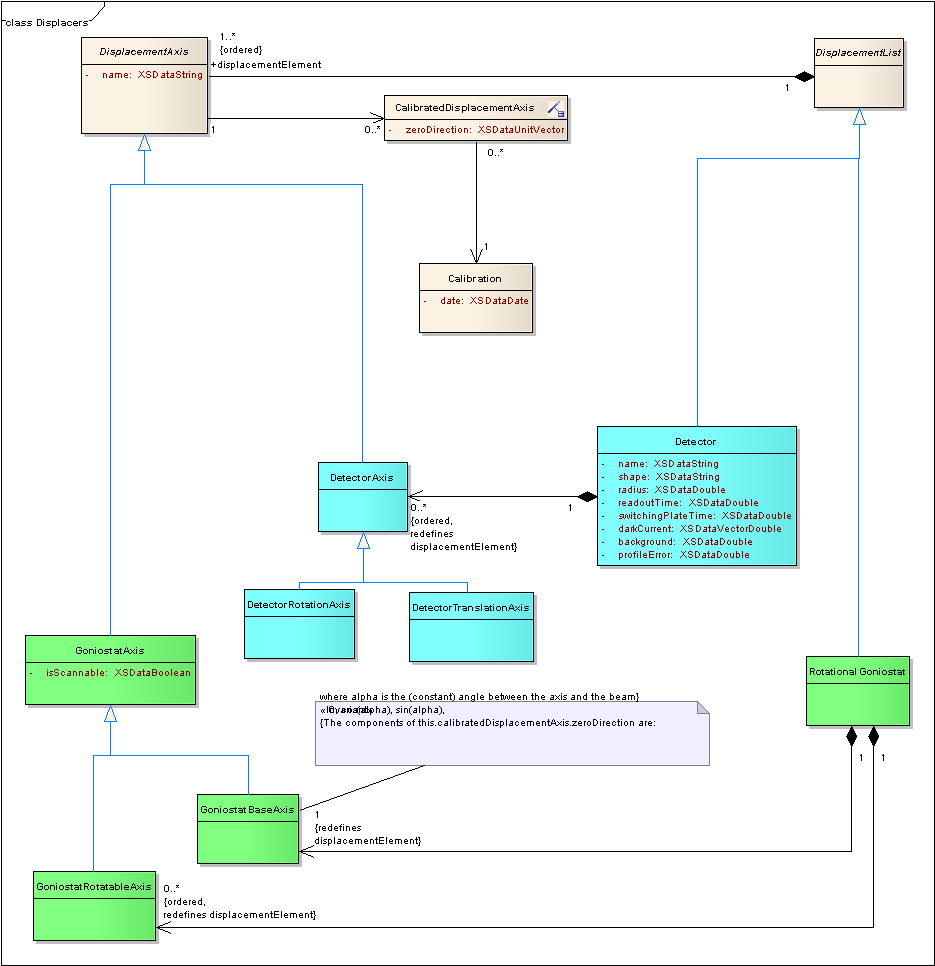 class Displacers
DisplacementAxis
- name: XSDataString
1..*
{ordered}
+displacementElement
1
DisplacementList
1
0..*
CalibratedDisplacementAxis
- zeroDirection: XSDataUnitVector
0..*
1
Calibration
- date: XSDataDate
Detector
- name: XSDataString
- shape: XSDataString
- radius: XSDataDouble
- readoutTime: XSDataDouble
- switchingPlateTime: XSDataDouble
- darkCurrent: XSDataVectorDouble
- background: XSDataDouble
- profileError: XSDataDouble
DetectorAxis
0..*
{ordered,
redefines
displacementElement}
1
DetectorRotationAxis
DetectorTranslationAxis
GoniostatAxis
- isScannable: XSDataBoolean
Rotational Goniostat
1
1
where alpha is the (constant) angle between the axis and the beam}
sin(alpha),
{The components of this.calibratedDisplacementAxis.zeroDirection are:
GoniostatBaseAxis
1
{redefines
displacementElement}
GoniostatRotatableAxis
0..*
{ordered,
redefines displacementElement}